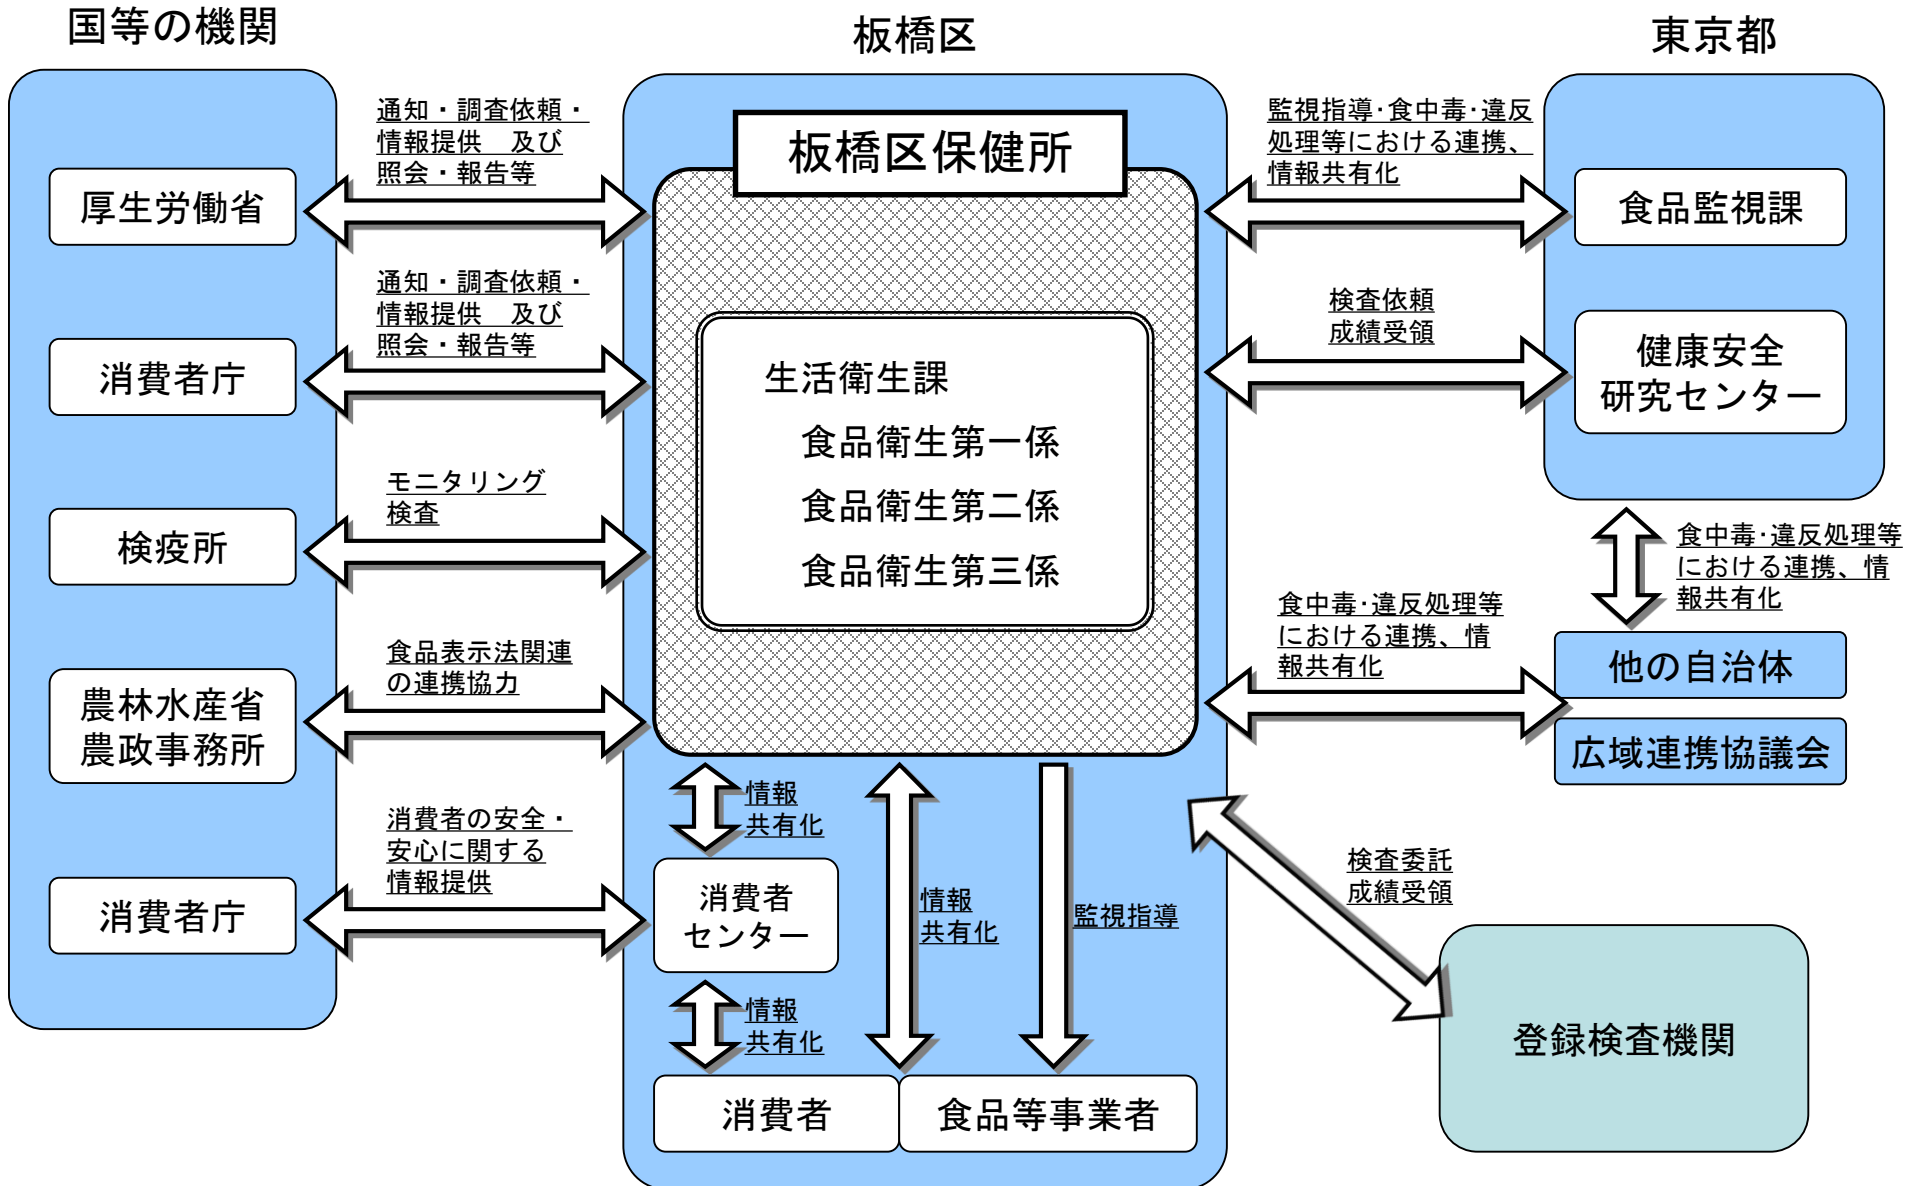 国等の機関
板橋区
東京都
通知・調査依頼・
情報提供　及び
照会・報告等
厚生労働省
通知・調査依頼・
情報提供　及び
照会・報告等
消費者庁
モニタリング
検査
検疫所
食品表示法関連
の連携協力
農林水産省
農政事務所
消費者の安全・
安心に関する
情報提供
消費者庁
板橋区保健所
生活衛生課
食品衛生第一係
食品衛生第二係
食品衛生第三係
情報
共有化
消費者
センター
情報
共有化
情報
共有化
監視指導
消費者
食品等事業者
監視指導・食中毒・違反
処理等における連携、
情報共有化
食品監視課
検査依頼
成績受領
健康安全
研究センター
食中毒・違反処理等
における連携、情
報共有化
食中毒・違反処理等
における連携、情
報共有化
他の自治体
広域連携協議会
検査委託
成績受領
登録検査機関